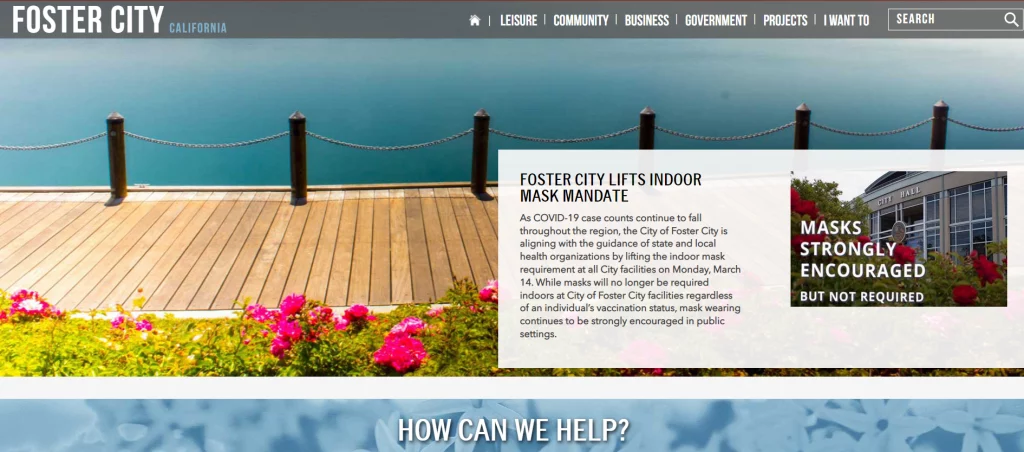 FOSTER CITY CALIFORNIA
LEISURE | COMMUNITY | BUSINESS | GOVERNMENT | PROJECTS | I WANT TO
SEARCH
FOSTER CITY LIFTS INDOOR
MASK MANDATE
As COVID-19 case counts continue to fall
throughout the region, the City of Foster City is
aligning with the guidance of state and local
health organizations by lifting the indoor mask
requirement at all City facilities on Monday, March
14. While masks will no longer be required
indoors at City of Foster City facilities regardless
of an individual's vaccination status, mask wearing
continues to be strongly encouraged in public
settings.
CITY HALL
MASKS
STRONGLY
ENCOURAGED
BUT NOT REQUIRED
HOW CAN WE HELP?